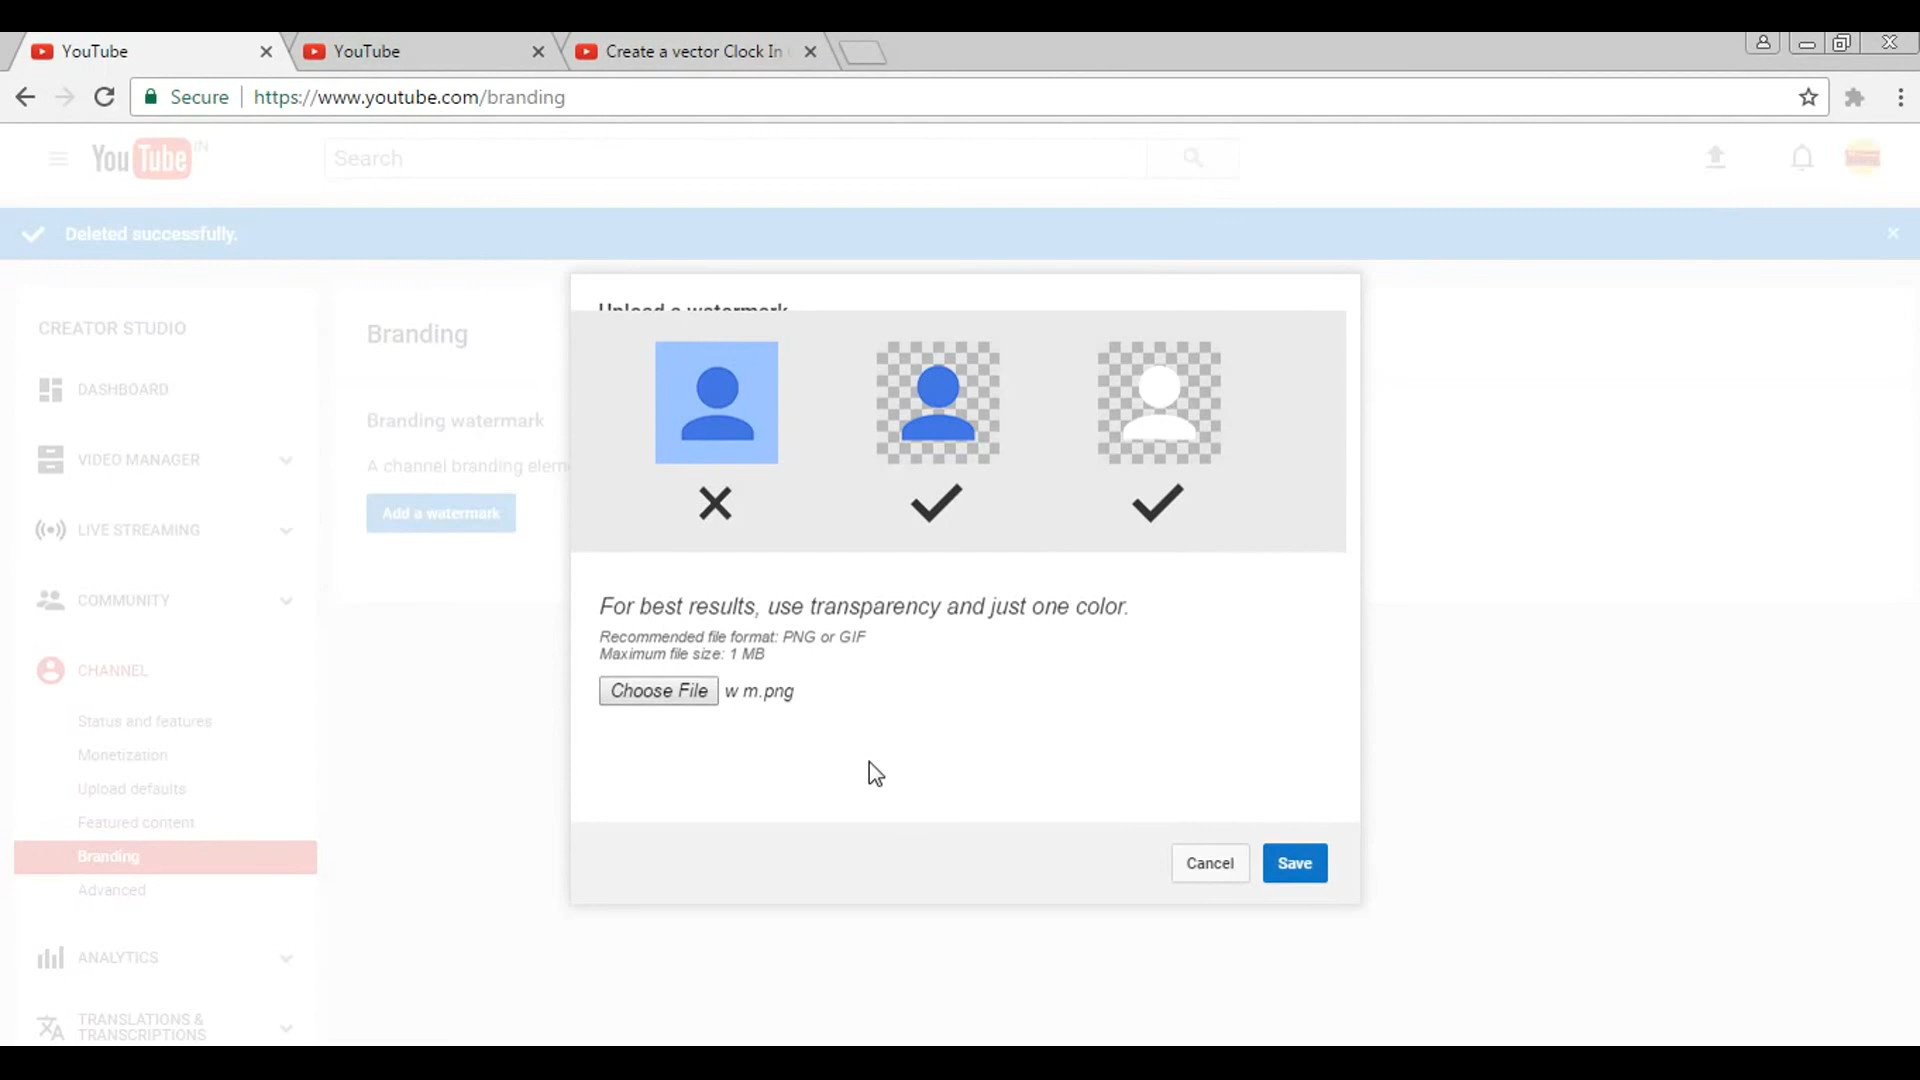 YouTube
YouTube
Create a vector Clock In
Secure
https://www.youtube.com/branding
YouTube IN
Search
Deleted successfully.
Upload a watermark
CREATOR STUDIO
DASHBOARD
VIDEO MANAGER
LIVE STREAMING
COMMUNITY
CHANNEL
Status and features
Monetization
Upload defaults
Featured content
Branding
Advanced
ANALYTICS
TRANSLATIONS &
TRANSCRIPTIONS
Branding
Branding watermark
A channel branding elem
Add a watermark
For best results, use transparency and just one color.
Recommended file format: PNG or GIF
Maximum file size: 1 MB
Choose File w m.png
Cancel
Save